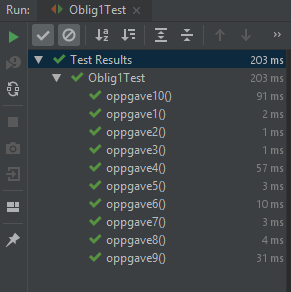 Run: Oblig1Test ×
»
Test Results 203 ms
Oblig1Test 203 ms
oppgave10() 91 ms
oppgave1() 2 ms
oppgave2() 1 ms
oppgave3() 1 ms
oppgave4() 57 ms
oppgave5() 3 ms
oppgave6() 10 ms
oppgave7() 3 ms
oppgave8() 4 ms
oppgave9() 31 ms